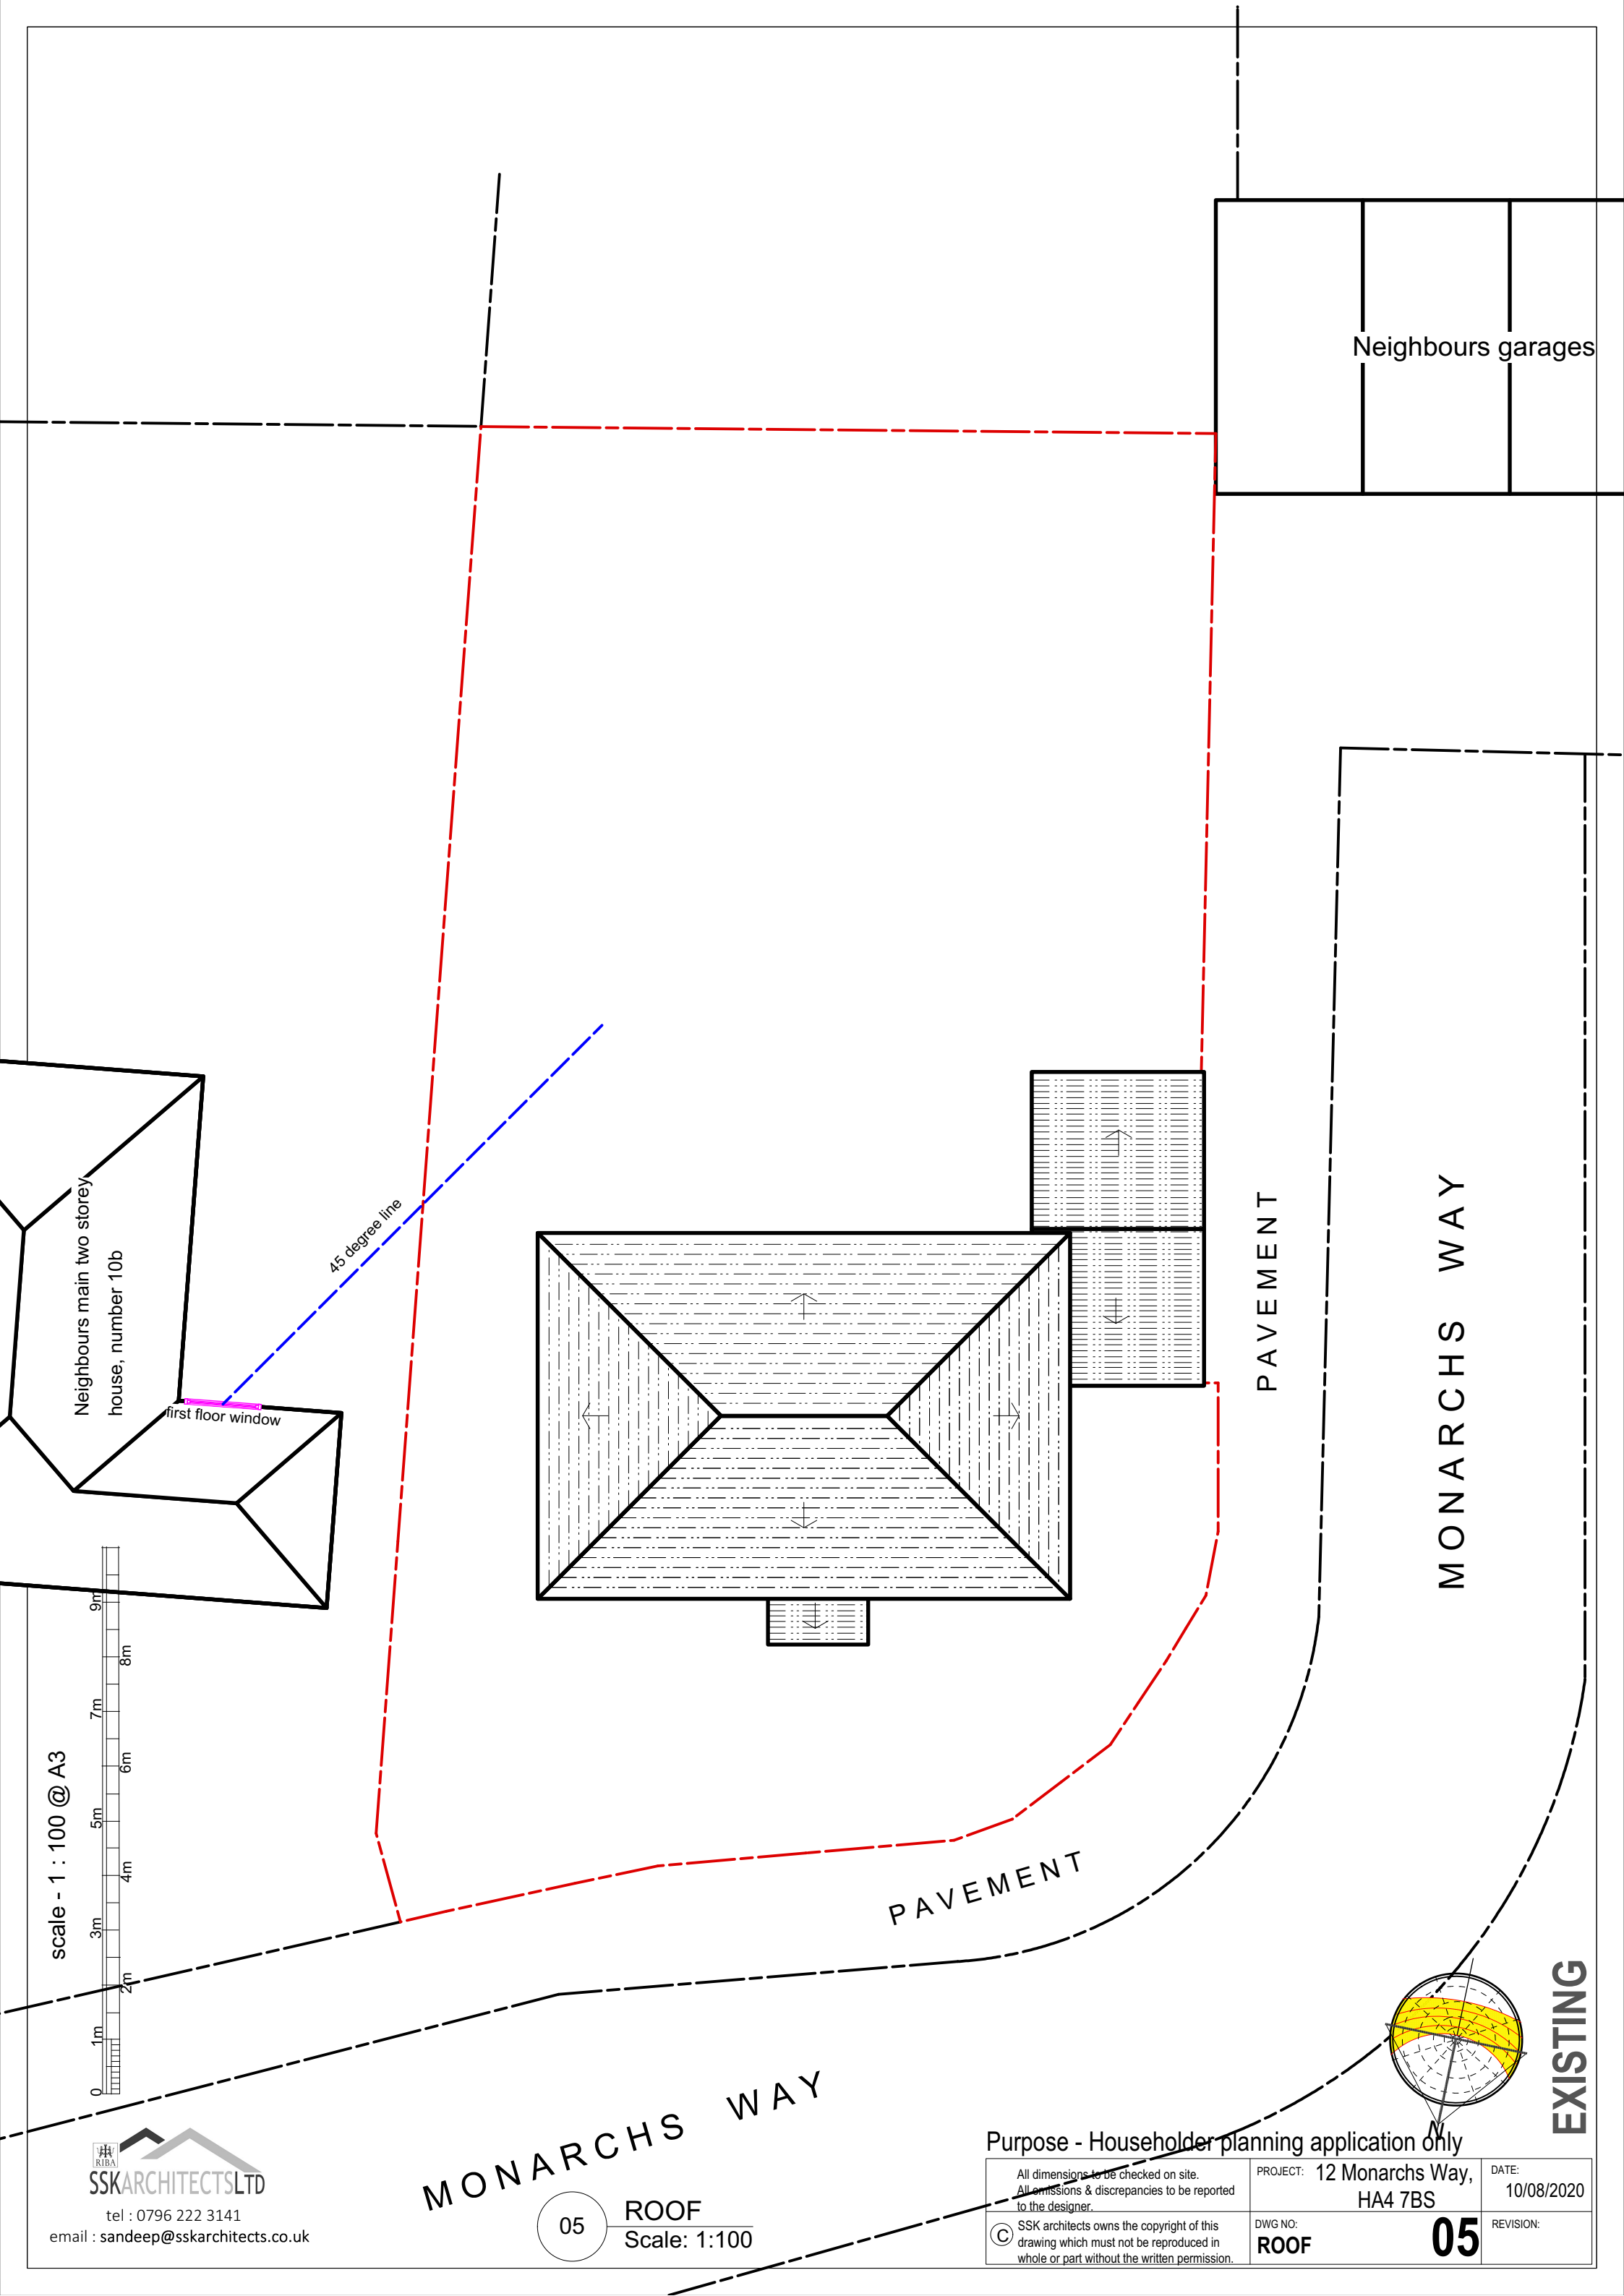 Neighbours garages
45 degree line
Neighbours main two storey
house, number 10b
first floor window
PAVEMENT
MONARCHS WAY
scale - 1 : 100 @ A3
9m
8m
7m
6m
5m
4m
3m
2m
1m
0
PAVEMENT
MONARCHS WAY
N
EXISTING
RIBA
SSKARCHITECTSLTD
tel : 0796 222 3141
email : sandeep@sskarchitects.co.uk
05
ROOF
Scale: 1:100
Purpose - Householder planning application only
All dimensions to be checked on site.
All omissions & discrepancies to be reported
to the designer.
C
SSK architects owns the copyright of this
drawing which must not be reproduced in
whole or part without the written permission.
PROJECT: 12 Monarchs Way,
HA4 7BS
DATE:
10/08/2020
DWG NO:
ROOF
05
REVISION: